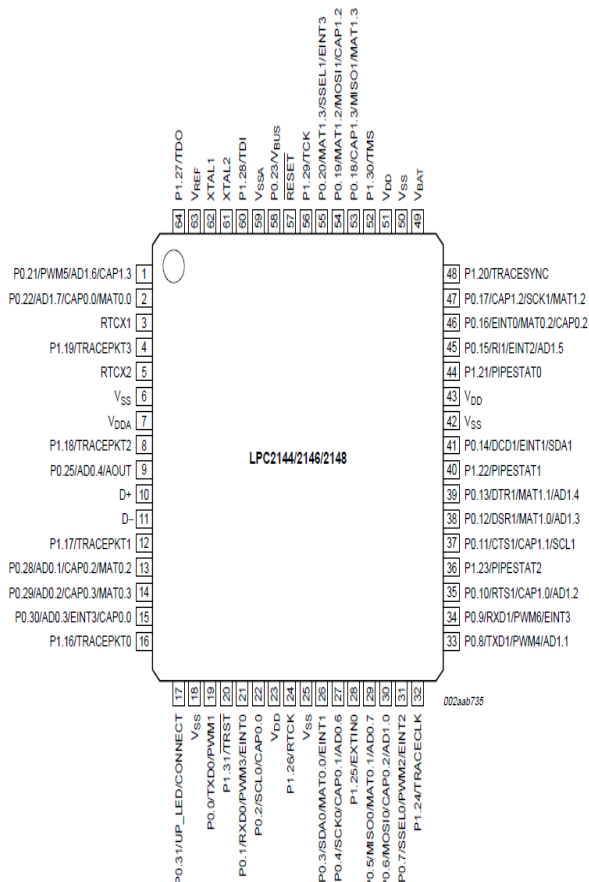 P1.27/TDO
VREF
XTAL1
XTAL2
P1.28/TDI
VSSA
P0.23/VBUS
RESET
P1.29/TCK
P0.20/MAT1.3/SSEL1/EINT3
P0.19/MAT1.2/MOSI1/CAP1.2
P0.18/CAP1.3/MISO1/MAT1.3
P1.30/TMS
VDD
VSS
VBAT
64
63
62
61
60
59
58
57
56
55
54
53
52
51
50
49
P0.21/PWM5/AD1.6/CAP1.3 1
P0.22/AD1.7/CAP0.0/MAT0.0 2
RTCX1 3
P1.19/TRACEPKT3 4
RTCX2 5
VSS 6
VDDA 7
P1.18/TRACEPKT2 8
P0.25/AD0.4/AOUT 9
D+ 10
D− 11
P1.17/TRACEPKT1 12
P0.28/AD0.1/CAP0.2/MAT0.2 13
P0.29/AD0.2/CAP0.3/MAT0.3 14
P0.30/AD0.3/EINT3/CAP0.0 15
P1.16/TRACEPKT0 16
LPC2144/2146/2148
48 P1.20/TRACESYNC
47 P0.17/CAP1.2/SCK1/MAT1.2
46 P0.16/EINT0/MAT0.2/CAP0.2
45 P0.15/RI1/EINT2/AD1.5
44 P1.21/PIPESTAT0
43 VDD
42 VSS
41 P0.14/DCD1/EINT1/SDA1
40 P1.22/PIPESTAT1
39 P0.13/DTR1/MAT1.1/AD1.4
38 P0.12/DSR1/MAT1.0/AD1.3
37 P0.11/CTS1/CAP1.1/SCL1
36 P1.23/PIPESTAT2
35 P0.10/RTS1/CAP1.0/AD1.2
34 P0.9/RXD1/PWM6/EINT3
33 P0.8/TXD1/PWM4/AD1.1
17
18
19
20
21
22
23
24
25
26
27
28
29
30
31
32
P0.31/UP_LED/CONNECT
VSS
P0.0/TXD0/PWM1
P1.31/TRST
P0.1/RXD0/PWM3/EINT0
P0.2/SCL0/CAP0.0
VDD
P1.26/RTCK
VSS
P0.3/SDA0/MAT0.0/EINT1
P0.4/SCK0/CAP0.1/AD0.6
P1.25/EXTIN0
P0.5/MISO0/MAT0.1/AD0.7
P0.6/MOSI0/CAP0.2/AD1.0
P0.7/SSEL0/PWM2/EINT2
P1.24/TRACECLK
002aab735